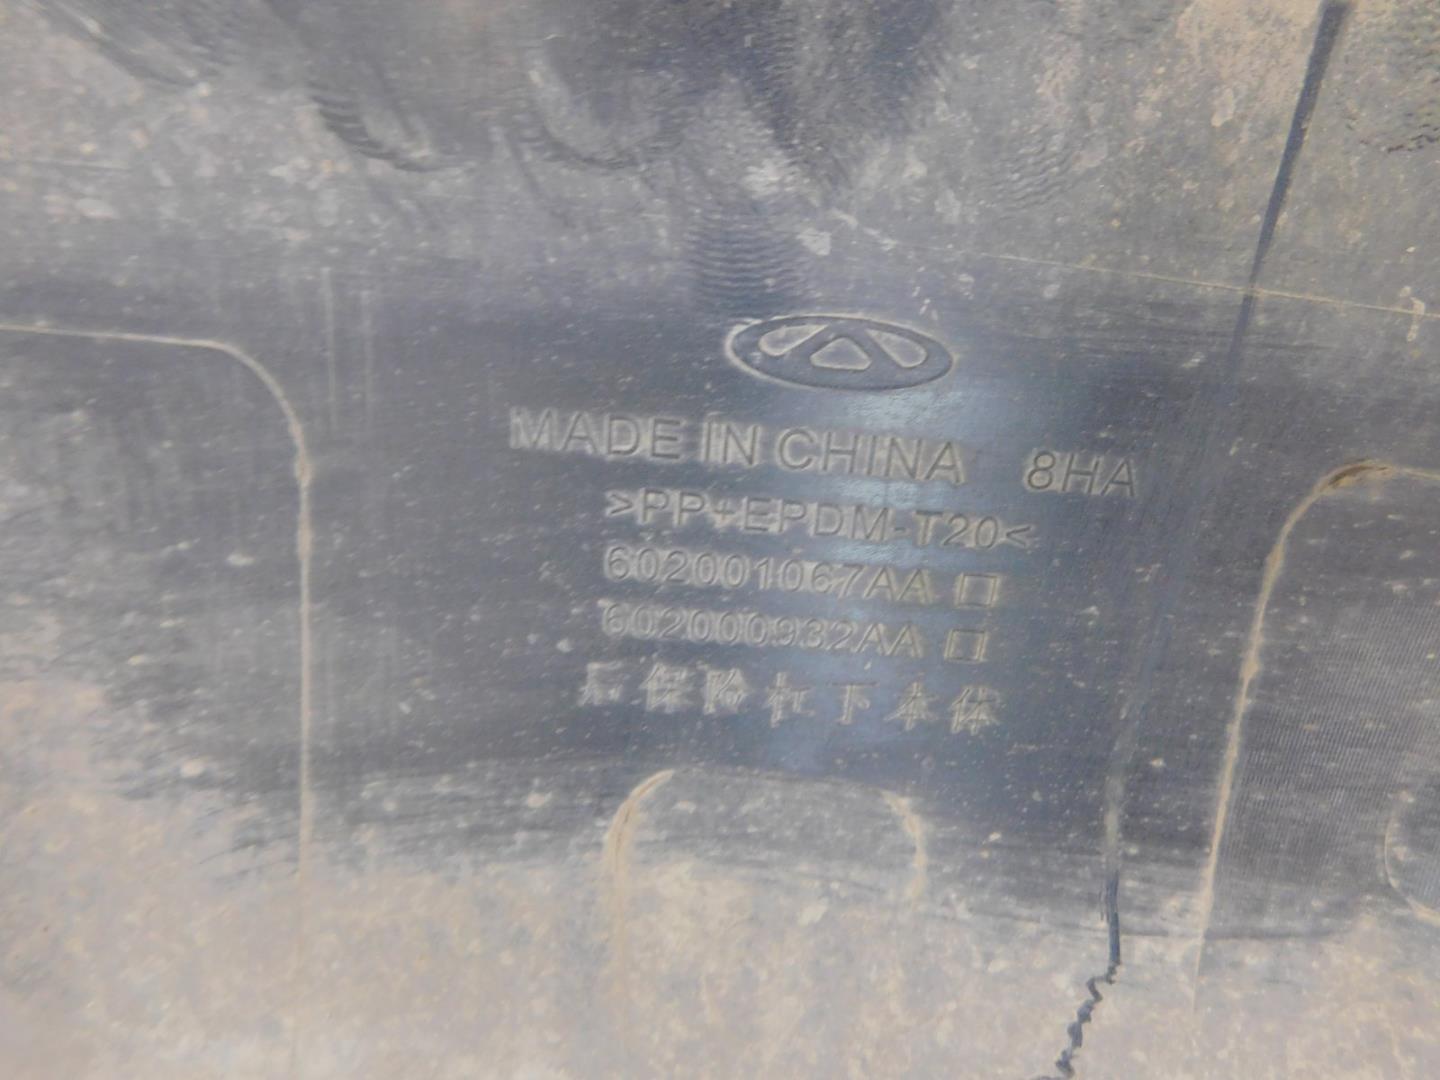 MADE IN CHINA 8HA
>PP+EPDM-T20<
602001067AA □
602000932AA □
后保险杠下本体